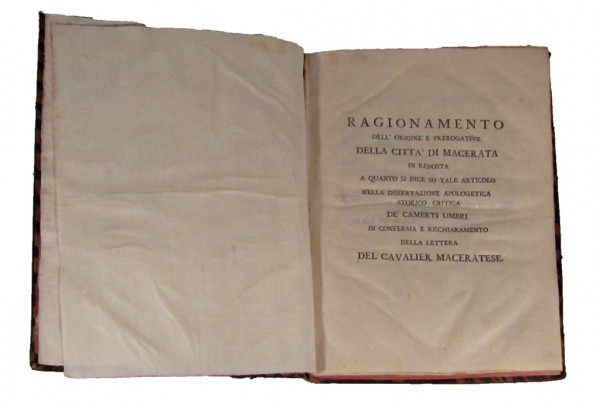 RAGIONAMENTO
DELL' ORIGINE E PREROGATIVE
DELLA CITTA' DI MACERATA
IN RISPOSTA
A QUANTO SI DICE SU TALE ARTICOLO
NELLA DISSERTAZIONE APOLOGETICA
STORICO CRITICA
DE' CAMERTI UMBRI
IN CONFERMA E RISCHIARAMENTO
DELLA LETTERA
DEL CAVALIER MACERATESE.